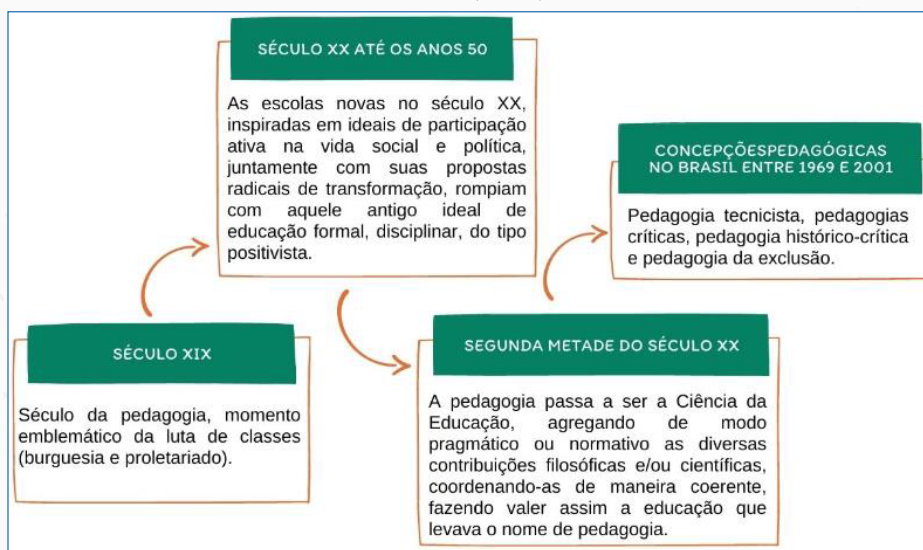 SÉCULO XIX
Século da pedagogia, momento
emblemático da luta de classes
(burguesia e proletariado).
SÉCULO XX ATÉ OS ANOS 50
As escolas novas no século XX,
inspiradas em ideais de participação
ativa na vida social e política,
juntamente com suas propostas
radicais de transformação, rompiam
com aquele antigo ideal de
educação formal, disciplinar, do tipo
positivista.
SEGUNDA METADE DO SÉCULO XX
A pedagogia passa a ser a Ciência da
Educação, agregando de modo
pragmático ou normativo as diversas
contribuições filosóficas e/ou científicas,
coordenando-as de maneira coerente,
fazendo valer assim a educação que
levava o nome de pedagogia.
CONCEPÇÕESPEDAGÓGICAS
NO BRASIL ENTRE 1969 E 2001
Pedagogia tecnicista, pedagogias
críticas, pedagogia histórico-crítica
e pedagogia da exclusão.